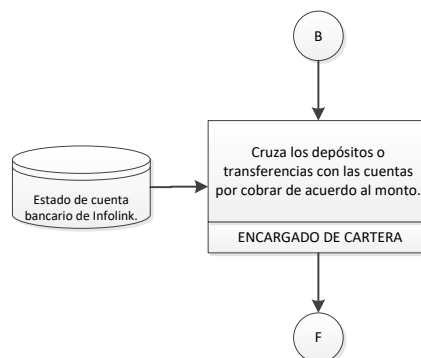 B
Cruza los depósitos o
transferencias con las cuentas
por cobrar de acuerdo al monto.
Estado de cuenta
bancario de Infolink.
ENCARGADO DE CARTERA
F